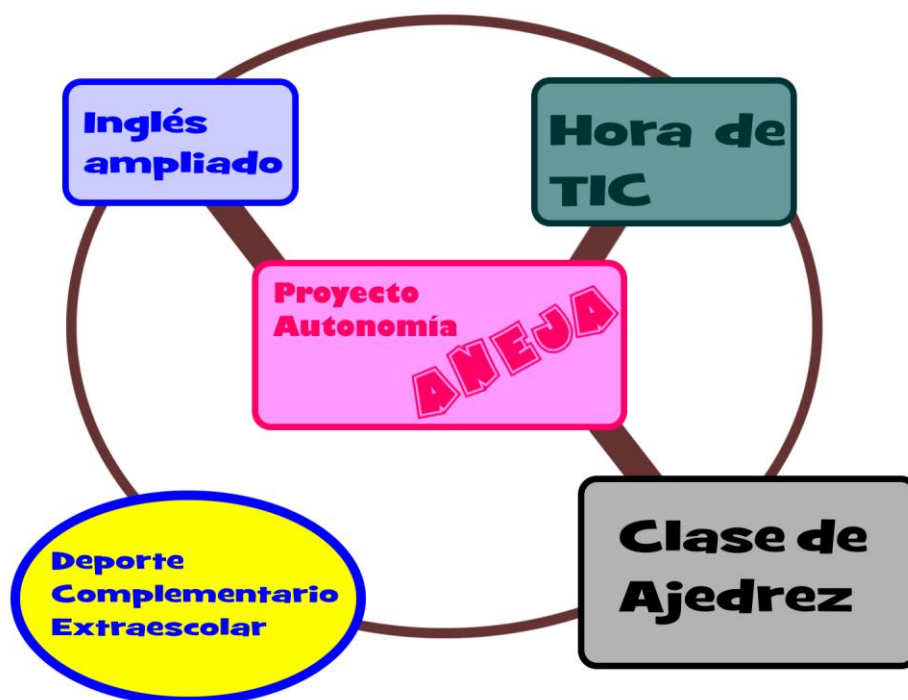 Inglés
ampliado
Hora de
TIC
Proyecto
Autonomía
ANEJA
Deporte
Complementario
Extraescolar
Clase de
Ajedrez